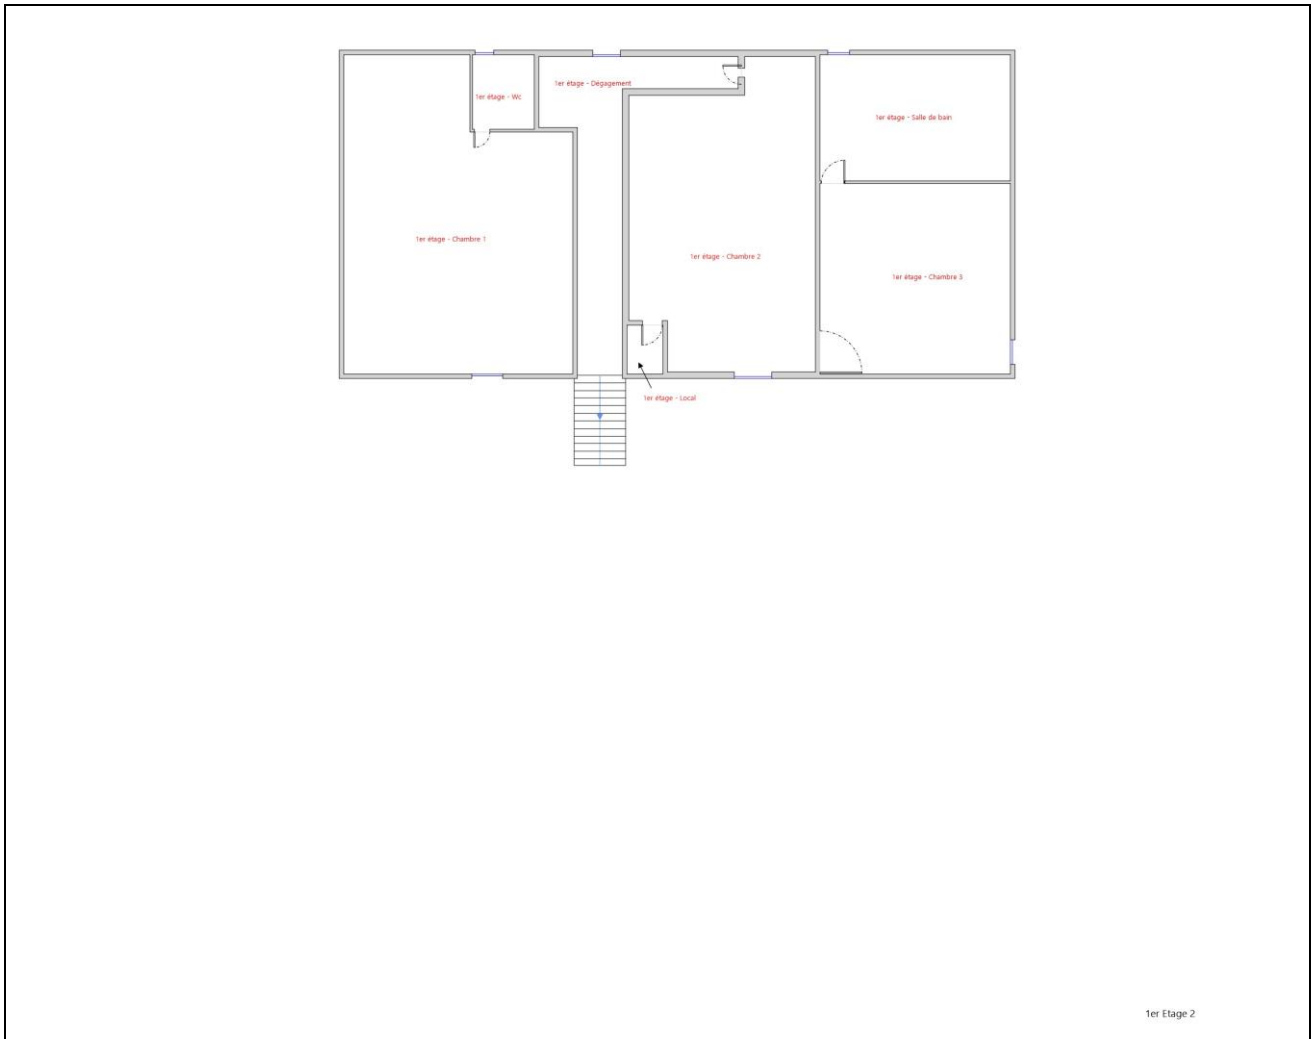 1er étage - Dégagement
1er étage - Wc
1er étage - Salle de bain
1er étage - Chambre 1
1er étage - Chambre 2
1er étage - Chambre 3
1er étage - Local
1er Etage 2